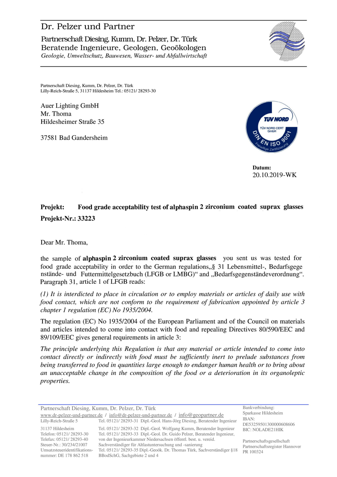 Dr. Pelzer und Partner
Partnerschaft Diesing, Kumm, Dr. Pelzer, Dr. Türk
Beratende Ingenieure, Geologen, Geoökologen
Geologie, Umweltschutz, Bauwesen, Wasser- und Abfallwirtschaft
Partnerschaft Diesing, Kumm, Dr. Pelzer, Dr. Türk
Lilly-Reich-Straße 5, 31137 Hildesheim Tel.: 05121/ 28293-30
Auer Lighting GmbH
Mr. Thoma
Hildesheimer Straße 35
37581 Bad Gandersheim
TUV NORD
TÜV NORD CERT
GmbH
DIN EN ISO 9001
Datum:
20.10.2019-WK
Projekt: Food grade acceptability test of alphaspin 2 zirconium coated suprax glasses
Projekt-Nr.: 33223
Dear Mr. Thoma,
the sample of alphaspin 2 zirconium coated suprax glasses you sent us was tested for
food grade acceptability in order to the German regulations„§ 31 Lebensmittel-, Bedarfsgege
nstände- und Futtermittelgesetzbuch (LFGB or LMBG)“ and „Bedarfsgegenständeverordnung“.
Paragraph 31, article 1 of LFGB reads:
(1) It is interdicted to place in circulation or to employ materials or articles of daily use with
food contact, which are not conform to the requirement of fabrication appointed by article 3
chapter 1 regulation (EC) No 1935/2004.
The regulation (EC) No 1935/2004 of the European Parliament and of the Council on materials
and articles intended to come into contact with food and repealing Directives 80/590/EEC and
89/109/EEC gives general requirements in article 3:
The principle underlying this Regulation is that any material or article intended to come into
contact directly or indirectly with food must be sufficiently inert to prelude substances from
being transferred to food in quantities large enough to endanger human health or to bring about
an unacceptable change in the composition of the food or a deterioration in its organoleptic
properties.
Partnerschaft Diesing, Kumm, Dr. Pelzer, Dr. Türk
www.dr-pelzer-und-partner.de / info@dr-pelzer-und-partner.de / info@geopartner.de
Lilly-Reich-Straße 5 Tel. 05121/ 28293-31 Dipl.-Geol. Hans-Jörg Diesing, Beratender Ingenieur
31137 Hildesheim Tel. 05121/ 28293-32 Dipl.-Geol. Wolfgang Kumm, Beratender Ingenieur
Telefon: 05121/ 28293-30 Tel. 05121/ 28293-33 Dipl.-Geol. Dr. Guido Pelzer, Beratender Ingenieur,
Telefax: 05121/ 28293-40 von der Ingenieurkammer Niedersachsen öffentl. best. u. vereid.
Steuer-Nr.: 30/234/21007 Sachverständiger für Altlastenerkundung und -sanierung
Umsatzsteueridentifikations- Tel. 05121/ 28293-35 Dipl.-Geoök. Dr. Thomas Türk, Sachverständiger §18
nummer: DE 178 862 518 BBodSchG, Sachgebiete 2 und 4
Bankverbindung:
Sparkasse Hildesheim
IBAN:
BIC: NOLADE21HIK
Partnerschaftsgesellschaft
Partnerschaftsregister Hannover
PR 100324